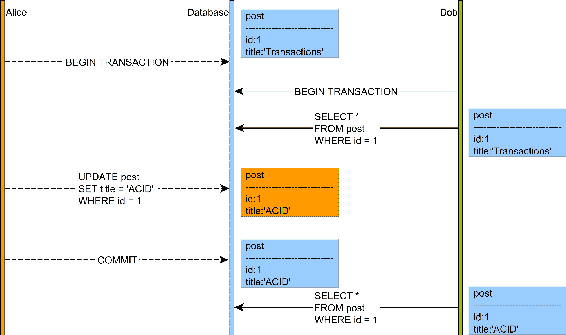 Alice
Database
Bob
post
id:1
title:'Transactions'
BEGIN TRANSACTION
BEGIN TRANSACTION
SELECT *
FROM post
WHERE id = 1
post
id:1
title:'Transactions'
UPDATE post
SET title = 'ACID'
WHERE id = 1
post
id:1
title:'ACID'
COMMIT
post
id:1
title:'ACID'
SELECT *
FROM post
WHERE id = 1
post
id:1
title:'ACID'